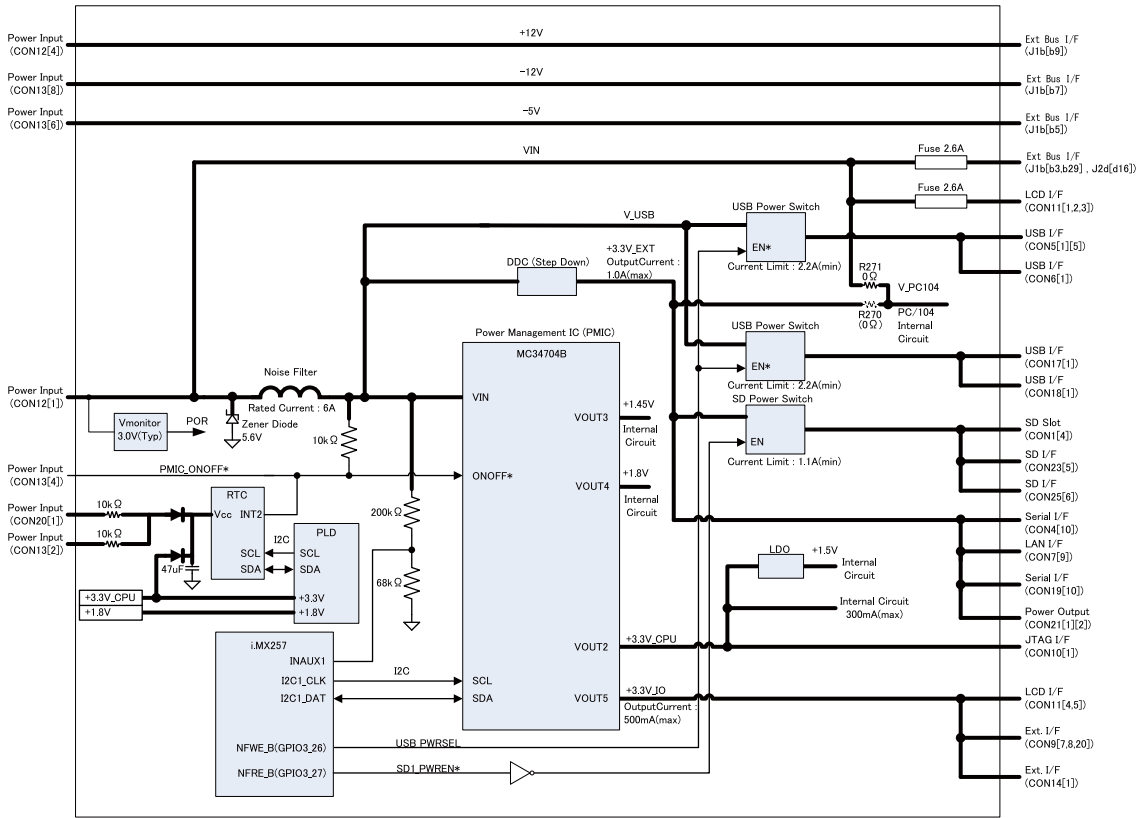 Power Input
(CON12[4])
+12V
Ext Bus I/F
(J1b[b9])
Power Input
(CON13[8])
-12V
Ext Bus I/F
(J1b[b7])
Power Input
(CON13[6])
-5V
Ext Bus I/F
(J1b[b5])
VIN
Fuse 2.6A
Ext Bus I/F
(J1b[b3,b29] , J2d[d16])
Fuse 2.6A
LCD I/F
(CON11[1,2,3])
USB Power Switch
V_USB
EN*
Current Limit : 2.2A(min)
USB I/F
(CON5[1][5])
USB I/F
(CON6[1])
+3.3V_EXT
OutputCurrent :
1.0A(max)
DDC (Step Down)
R271
0Ω
V_PC104
R270
(0Ω)
PC/104
Internal
Circuit
Power Management IC (PMIC)
MC34704B
USB Power Switch
EN*
Current Limit : 2.2A(min)
USB I/F
(CON17[1])
USB I/F
(CON18[1])
Power Input
(CON12[1])
Noise Filter
Rated Current : 6A
Zener Diode
5.6V
Vmonitor
3.0V(Typ)
POR
10kΩ
VIN
VOUT3
+1.45V
Internal
Circuit
SD Power Switch
EN
Current Limit : 1.1A(min)
SD Slot
(CON1[4])
SD I/F
(CON23[5])
SD I/F
(CON25[6])
Power Input
(CON13[4])
PMIC_ONOFF*
ONOFF*
VOUT4
+1.8V
Internal
Circuit
Power Input
(CON20[1])
10kΩ
Power Input
(CON13[2])
10kΩ
47uF
RTC
Vcc
INT2
SCL
SDA
I2C
PLD
SCL
SDA
+3.3V
+1.8V
+3.3V_CPU
+1.8V
200kΩ
68kΩ
Serial I/F
(CON4[10])
LAN I/F
(CON7[9])
Serial I/F
(CON19[10])
Power Output
(CON21[1][2])
LDO
+1.5V
Internal
Circuit
Internal Circuit
300mA(max)
VOUT2
+3.3V_CPU
JTAG I/F
(CON10[1])
i.MX257
INAUX1
I2C1_CLK
I2C1_DAT
I2C
SCL
SDA
VOUT5
+3.3V_IO
OutputCurrent :
500mA(max)
LCD I/F
(CON11[4,5])
Ext. I/F
(CON9[7,8,20])
Ext. I/F
(CON14[1])
NFWE_B(GPIO3_26)
USB_PWRSEL
NFRE_B(GPIO3_27)
SD1_PWREN*